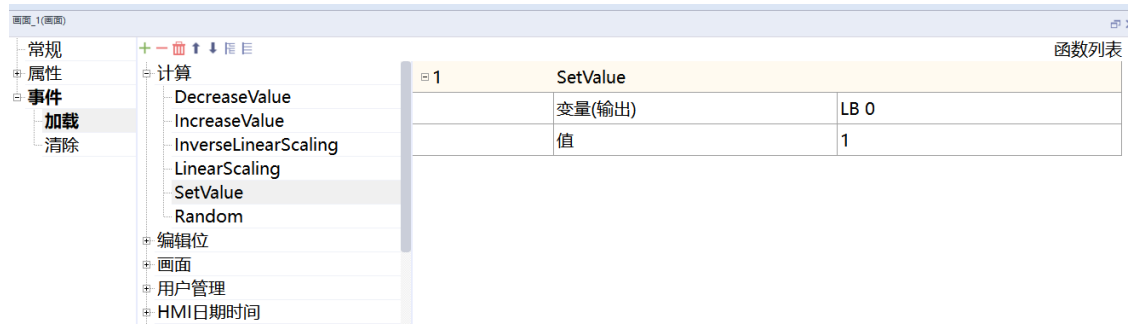 画面_1(画面)
常规
属性
事件
加载
清除
函数列表
计算
DecreaseValue
IncreaseValue
InverseLinearScaling
LinearScaling
SetValue
Random
编辑位
画面
用户管理
HMI日期时间
1 SetValue
变量(输出) LB 0
值 1